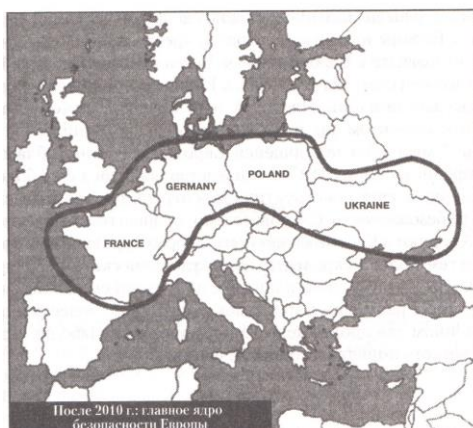 POLAND
GERMANY
UKRAINE
FRANCE
После 2010 г.: главное ядро
безопасности Европы